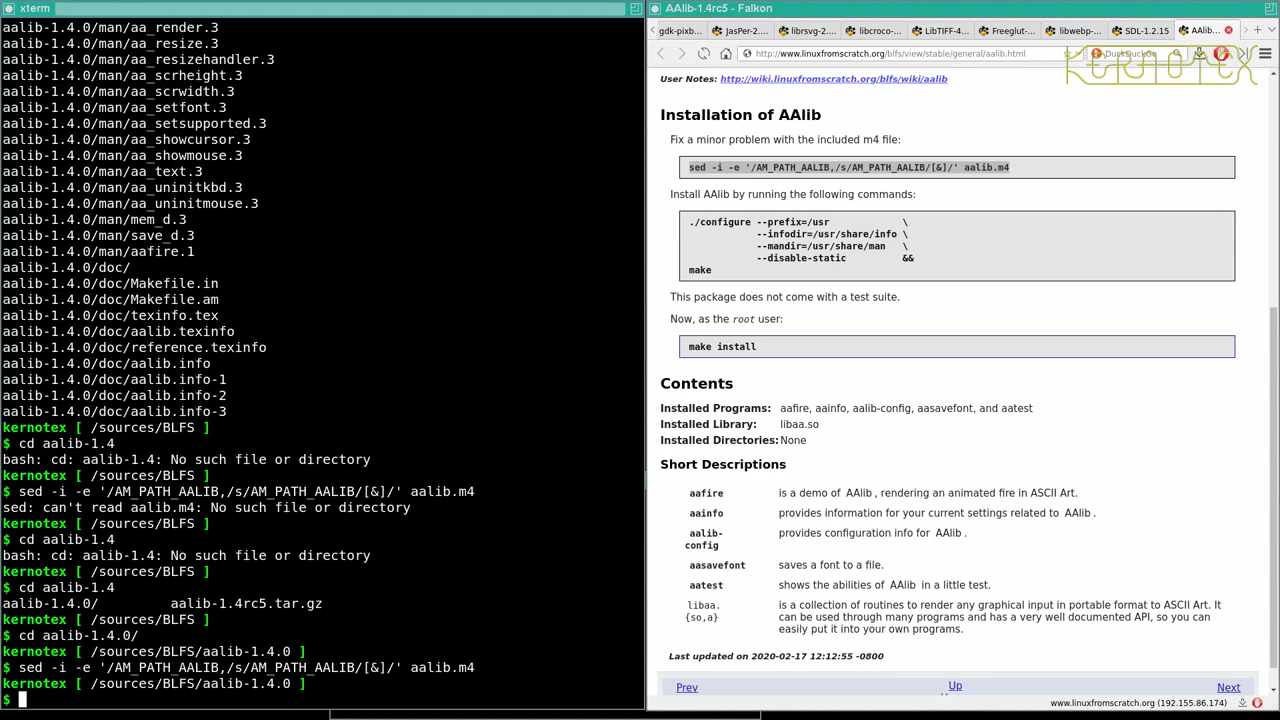 xterm
aalib-1.4.0/man/aa_render.3
aalib-1.4.0/man/aa_resize.3
aalib-1.4.0/man/aa_resizehandler.3
aalib-1.4.0/man/aa_scrheight.3
aalib-1.4.0/man/aa_scrwidth.3
aalib-1.4.0/man/aa_setfont.3
aalib-1.4.0/man/aa_setsupported.3
aalib-1.4.0/man/aa_showcursor.3
aalib-1.4.0/man/aa_showmouse.3
aalib-1.4.0/man/aa_text.3
aalib-1.4.0/man/aa_uninitkbd.3
aalib-1.4.0/man/aa_uninitmouse.3
aalib-1.4.0/man/mem_d.3
aalib-1.4.0/man/save_d.3
aalib-1.4.0/man/aafire.1
aalib-1.4.0/doc/
aalib-1.4.0/doc/Makefile.in
aalib-1.4.0/doc/Makefile.am
aalib-1.4.0/doc/texinfo.tex
aalib-1.4.0/doc/aalib.texinfo
aalib-1.4.0/doc/reference.texinfo
aalib-1.4.0/doc/aalib.info
aalib-1.4.0/doc/aalib.info-1
aalib-1.4.0/doc/aalib.info-2
aalib-1.4.0/doc/aalib.info-3
kernotex [ /sources/BLFS ]
$ cd aalib-1.4
bash: cd: aalib-1.4: No such file or directory
kernotex [ /sources/BLFS ]
$ sed -i -e '/AM_PATH_AALIB,/s/AM_PATH_AALIB/[&]/' aalib.m4
sed: can't read aalib.m4: No such file or directory
kernotex [ /sources/BLFS ]
$ cd aalib-1.4
bash: cd: aalib-1.4: No such file or directory
kernotex [ /sources/BLFS ]
$ cd aalib-1.4
aalib-1.4.0/ aalib-1.4rc5.tar.gz
kernotex [ /sources/BLFS ]
$ cd aalib-1.4.0/
kernotex [ /sources/BLFS/aalib-1.4.0 ]
$ sed -i -e '/AM_PATH_AALIB,/s/AM_PATH_AALIB/[&]/' aalib.m4
kernotex [ /sources/BLFS/aalib-1.4.0 ]
$
AAlib-1.4rc5 - Falkon
gdk-pixb... JasPer-2.... librsvg-2.... libcroco-... LibTIFF-4... Freeglut-... libwebp-... SDL-1.2.15 AAlib...
http://www.linuxfromscratch.org/blfs/view/stable/general/aalib.html DuckDuckGo
KERNOTEX
User Notes: http://wiki.linuxfromscratch.org/blfs/wiki/aalib
Installation of AAlib
Fix a minor problem with the included m4 file:
sed -i -e '/AM_PATH_AALIB,/s/AM_PATH_AALIB/[&]/' aalib.m4
Install AAlib by running the following commands:
./configure --prefix=/usr \
--infodir=/usr/share/info \
--mandir=/usr/share/man \
--disable-static &&
make
This package does not come with a test suite.
Now, as the root user:
make install
Contents
Installed Programs: aafire, aainfo, aalib-config, aasavefont, and aatest
Installed Library: libaa.so
Installed Directories: None
Short Descriptions
aafire is a demo of AAlib , rendering an animated fire in ASCII Art.
aainfo provides information for your current settings related to AAlib .
aalib- provides configuration info for AAlib .
config
aasavefont saves a font to a file.
aatest shows the abilities of AAlib in a little test.
libaa. is a collection of routines to render any graphical input in portable format to ASCII Art. It
{so,a} can be used through many programs and has a very well documented API, so you can
easily put it into your own programs.
Last updated on 2020-02-17 12:12:55 -0800
Prev Up Next
www.linuxfromscratch.org (192.155.86.174)